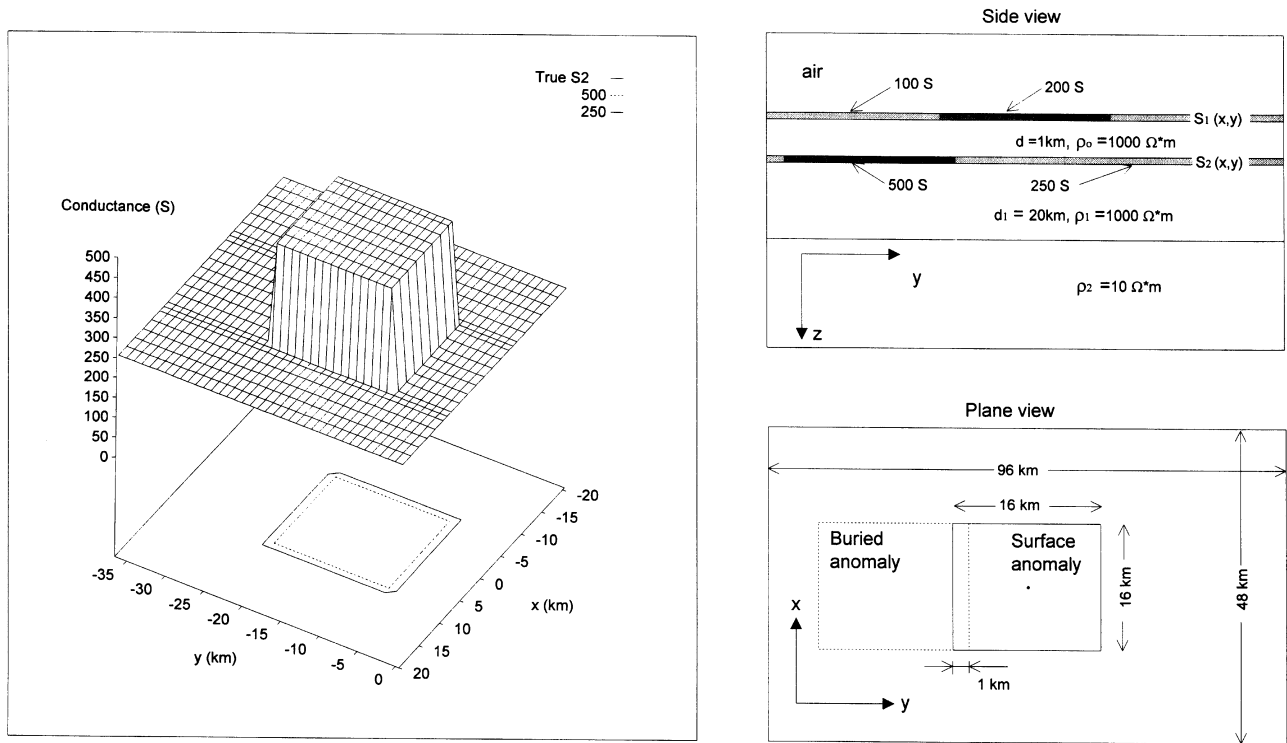 True S2
500
250
Conductance (S)
500
450
400
350
300
250
200
150
100
50
0
-35
-30
-25
-20
-15
-10
-5
0
y (km)
-20
-15
-10
-5
0
5
10
15
20
x (km)
Side view
air
100 S
200 S
S1 (x,y)
d =1km, ρo =1000 Ω*m
S2 (x,y)
500 S
250 S
d1 = 20km, ρ1 =1000 Ω*m
y
ρ2 =10 Ω*m
z
Plane view
96 km
16 km
Buried anomaly
Surface anomaly
16 km
48 km
x
1 km
y